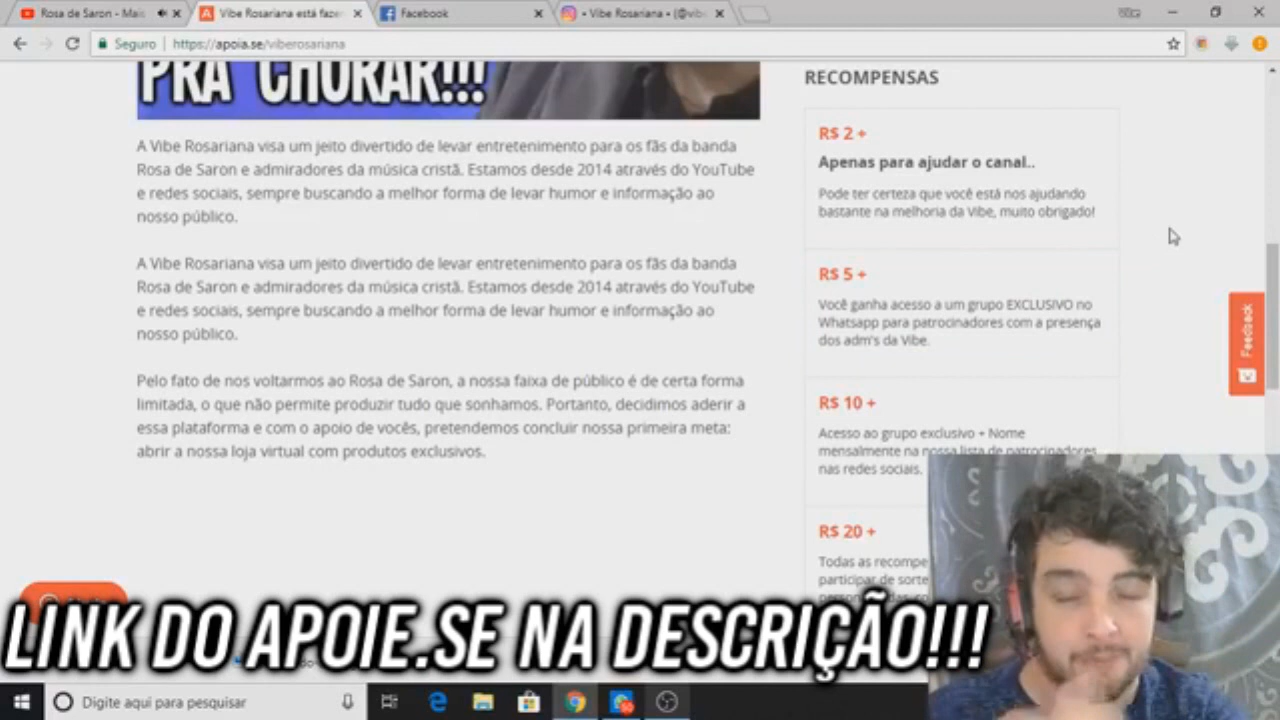 Rosa de Saron - Mais
Vibe Rosariana está fazen
Facebook
• Vibe Rosariana • (@vib
Seguro
https://apoia.se/viberosariana
PRA CHORAR!!!
A Vibe Rosariana visa um jeito divertido de levar entretenimento para os fãs da banda
Rosa de Saron e admiradores da música cristã. Estamos desde 2014 através do YouTube
e redes sociais, sempre buscando a melhor forma de levar humor e informação ao
nosso público.
A Vibe Rosariana visa um jeito divertido de levar entretenimento para os fãs da banda
Rosa de Saron e admiradores da música cristã. Estamos desde 2014 através do YouTube
e redes sociais, sempre buscando a melhor forma de levar humor e informação ao
nosso público.
Pelo fato de nos voltarmos ao Rosa de Saron, a nossa faixa de público é de certa forma
limitada, o que não permite produzir tudo que sonhamos. Portanto, decidimos aderir a
essa plataforma e com o apoio de vocês, pretendemos concluir nossa primeira meta:
abrir a nossa loja virtual com produtos exclusivos.
RECOMPENSAS
R$ 2 +
Apenas para ajudar o canal..
Pode ter certeza que você está nos ajudando
bastante na melhoria da Vibe, muito obrigado!
R$ 5 +
Você ganha acesso a um grupo EXCLUSIVO no
Whatsapp para patrocinadores com a presença
dos adm's da Vibe.
R$ 10 +
Acesso ao grupo exclusivo + Nome
mensalmente na nossa lista de patrocinadores
nas redes sociais.
R$ 20 +
Todas as recompe
participar de sorte
Feedback
LINK DO APOIE.SE NA DESCRIÇÃO!!!
Digite aqui para pesquisar